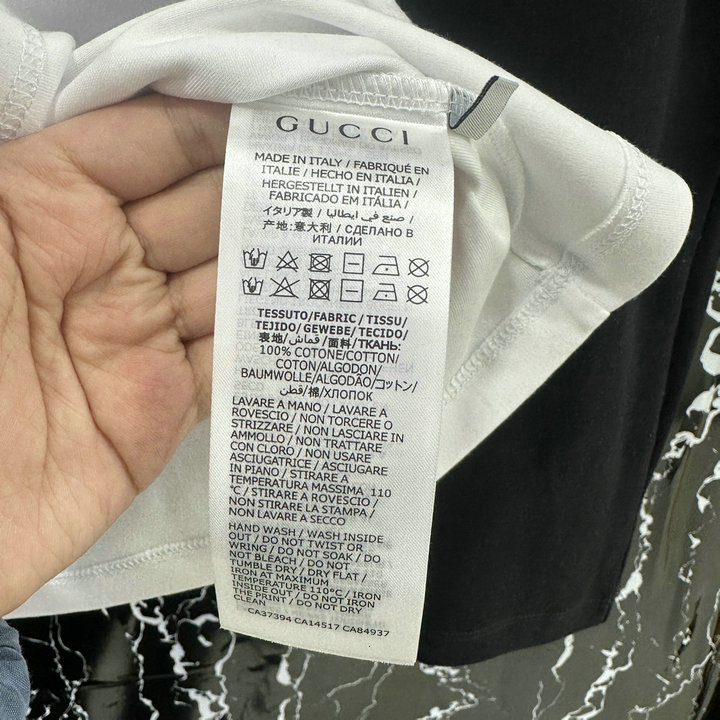 GUCCI
MADE IN ITALY / FABRIQUÉ EN
ITALIE / HECHO EN ITALIA /
HERGESTELLT IN ITALIEN /
FABRICADO EM ITÁLIA /
イタリア製 / صنع في ايطاليا /
产地:意大利 / СДЕЛАНО В
ИТАЛИИ
TESSUTO/FABRIC / TISSU/
TEJIDO/ GEWEBE/ TECIDO/
表地/قماش/面料/ТКАНЬ:
100% COTONE/COTTON/
COTON/ALGODON/
BAUMWOLLE/ALGODÃO/コットン/
قطن/棉/ХЛОПОК
LAVARE A MANO / LAVARE A
ROVESCIO / NON TORCERE O
STRIZZARE / NON LASCIARE IN
AMMOLLO / NON TRATTARE
CON CLORO / NON USARE
ASCIUGATRICE / ASCIUGARE
IN PIANO / STIRARE A
TEMPERATURA MASSIMA 110
°C / STIRARE A ROVESCIO /
NON STIRARE LA STAMPA /
NON LAVARE A SECCO
HAND WASH / WASH INSIDE
OUT / DO NOT TWIST OR
WRING / DO NOT SOAK / DO
NOT BLEACH / DO NOT
TUMBLE DRY / DRY FLAT /
IRON AT MAXIMUM
TEMPERATURE 110°C / IRON
INSIDE OUT / DO NOT IRON
THE PRINT / DO NOT DRY
CLEAN
CA37394 CA14517 CA84937